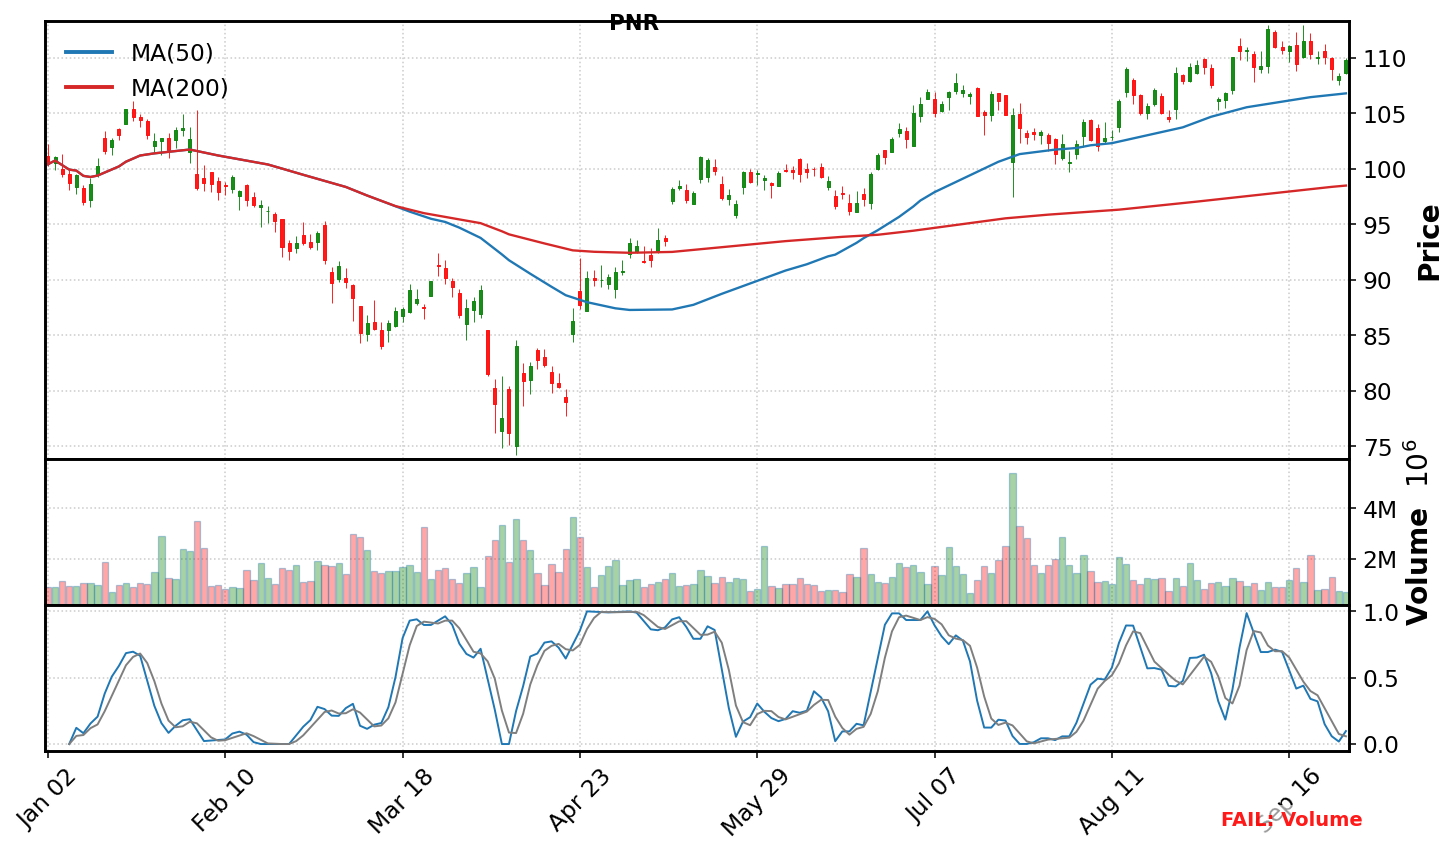 PNR
MA(50)
MA(200)
110
105
100
95
90
85
80
75
Price
10⁶
4M
2M
Volume
1.0
0.5
0.0
Jan 02
Feb 10
Mar 18
Apr 23
May 29
Jul 07
Aug 11
Sep 16
FAIL: Volume